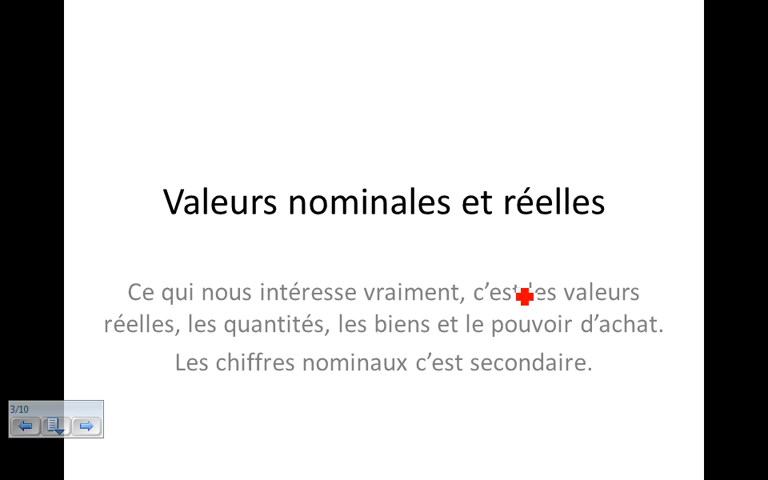 Valeurs nominales et réelles
Ce qui nous intéresse vraiment, c’est les valeurs
réelles, les quantités, les biens et le pouvoir d’achat.
Les chiffres nominaux c’est secondaire.
3/10